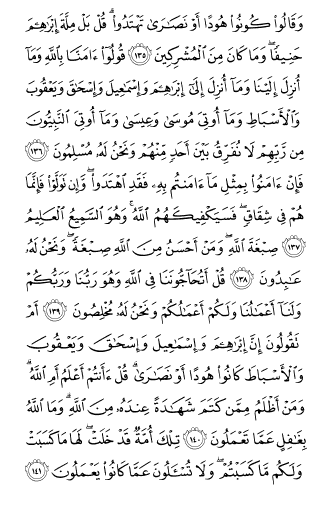 وَقَالُوا۟ كُونُوا۟ هُودًا أَوْ نَصَٰرَىٰ تَهْتَدُوا۟ ۗ قُلْ بَلْ مِلَّةَ إِبْرَٰهِـۧمَ
حَنِيفًا ۖ وَمَا كَانَ مِنَ ٱلْمُشْرِكِينَ ﴿١٣٥﴾ قُولُوٓا۟ ءَامَنَّا بِٱللَّهِ وَمَآ
أُنزِلَ إِلَيْنَا وَمَآ أُنزِلَ إِلَىٰٓ إِبْرَٰهِـۧمَ وَإِسْمَٰعِيلَ وَإِسْحَٰقَ وَيَعْقُوبَ
وَٱلْأَسْبَاطِ وَمَآ أُوتِىَ مُوسَىٰ وَعِيسَىٰ وَمَآ أُوتِىَ ٱلنَّبِيُّونَ
مِن رَّبِّهِمْ لَا نُفَرِّقُ بَيْنَ أَحَدٍ مِّنْهُمْ وَنَحْنُ لَهُۥ مُسْلِمُونَ ﴿١٣٦﴾
فَإِنْ ءَامَنُوا۟ بِمِثْلِ مَآ ءَامَنتُم بِهِۦ فَقَدِ ٱهْتَدَوا۟ ۖ وَّإِن تَوَلَّوْا۟ فَإِنَّمَا
هُمْ فِى شِقَاقٍ ۖ فَسَيَكْفِيكَهُمُ ٱللَّهُ ۚ وَهُوَ ٱلسَّمِيعُ ٱلْعَلِيمُ
﴿١٣٧﴾ صِبْغَةَ ٱللَّهِ ۖ وَمَنْ أَحْسَنُ مِنَ ٱللَّهِ صِبْغَةً ۖ وَنَحْنُ لَهُۥ
عَٰبِدُونَ ﴿١٣٨﴾ قُلْ أَتُحَآجُّونَنَا فِى ٱللَّهِ وَهُوَ رَبُّنَا وَرَبُّكُمْ
وَلَنَآ أَعْمَٰلُنَا وَلَكُمْ أَعْمَٰلُكُمْ وَنَحْنُ لَهُۥ مُخْلِصُونَ ﴿١٣٩﴾ أَمْ
تَقُولُونَ إِنَّ إِبْرَٰهِـۧمَ وَإِسْمَٰعِيلَ وَإِسْحَٰقَ وَيَعْقُوبَ
وَٱلْأَسْبَاطَ كَانُوا۟ هُودًا أَوْ نَصَٰرَىٰ ۗ قُلْ ءَأَنتُمْ أَعْلَمُ أَمِ ٱللَّهُ ۗ
وَمَنْ أَظْلَمُ مِمَّن كَتَمَ شَهَٰدَةً عِندَهُۥ مِنَ ٱللَّهِ ۗ وَمَا ٱللَّهُ
بِغَٰفِلٍ عَمَّا تَعْمَلُونَ ﴿١٤٠﴾ تِلْكَ أُمَّةٌ قَدْ خَلَتْ ۖ لَهَا مَا كَسَبَتْ
وَلَكُم مَّا كَسَبْتُمْ ۖ وَلَا تُسْـَٔلُونَ عَمَّا كَانُوا۟ يَعْمَلُونَ ﴿١٤١﴾